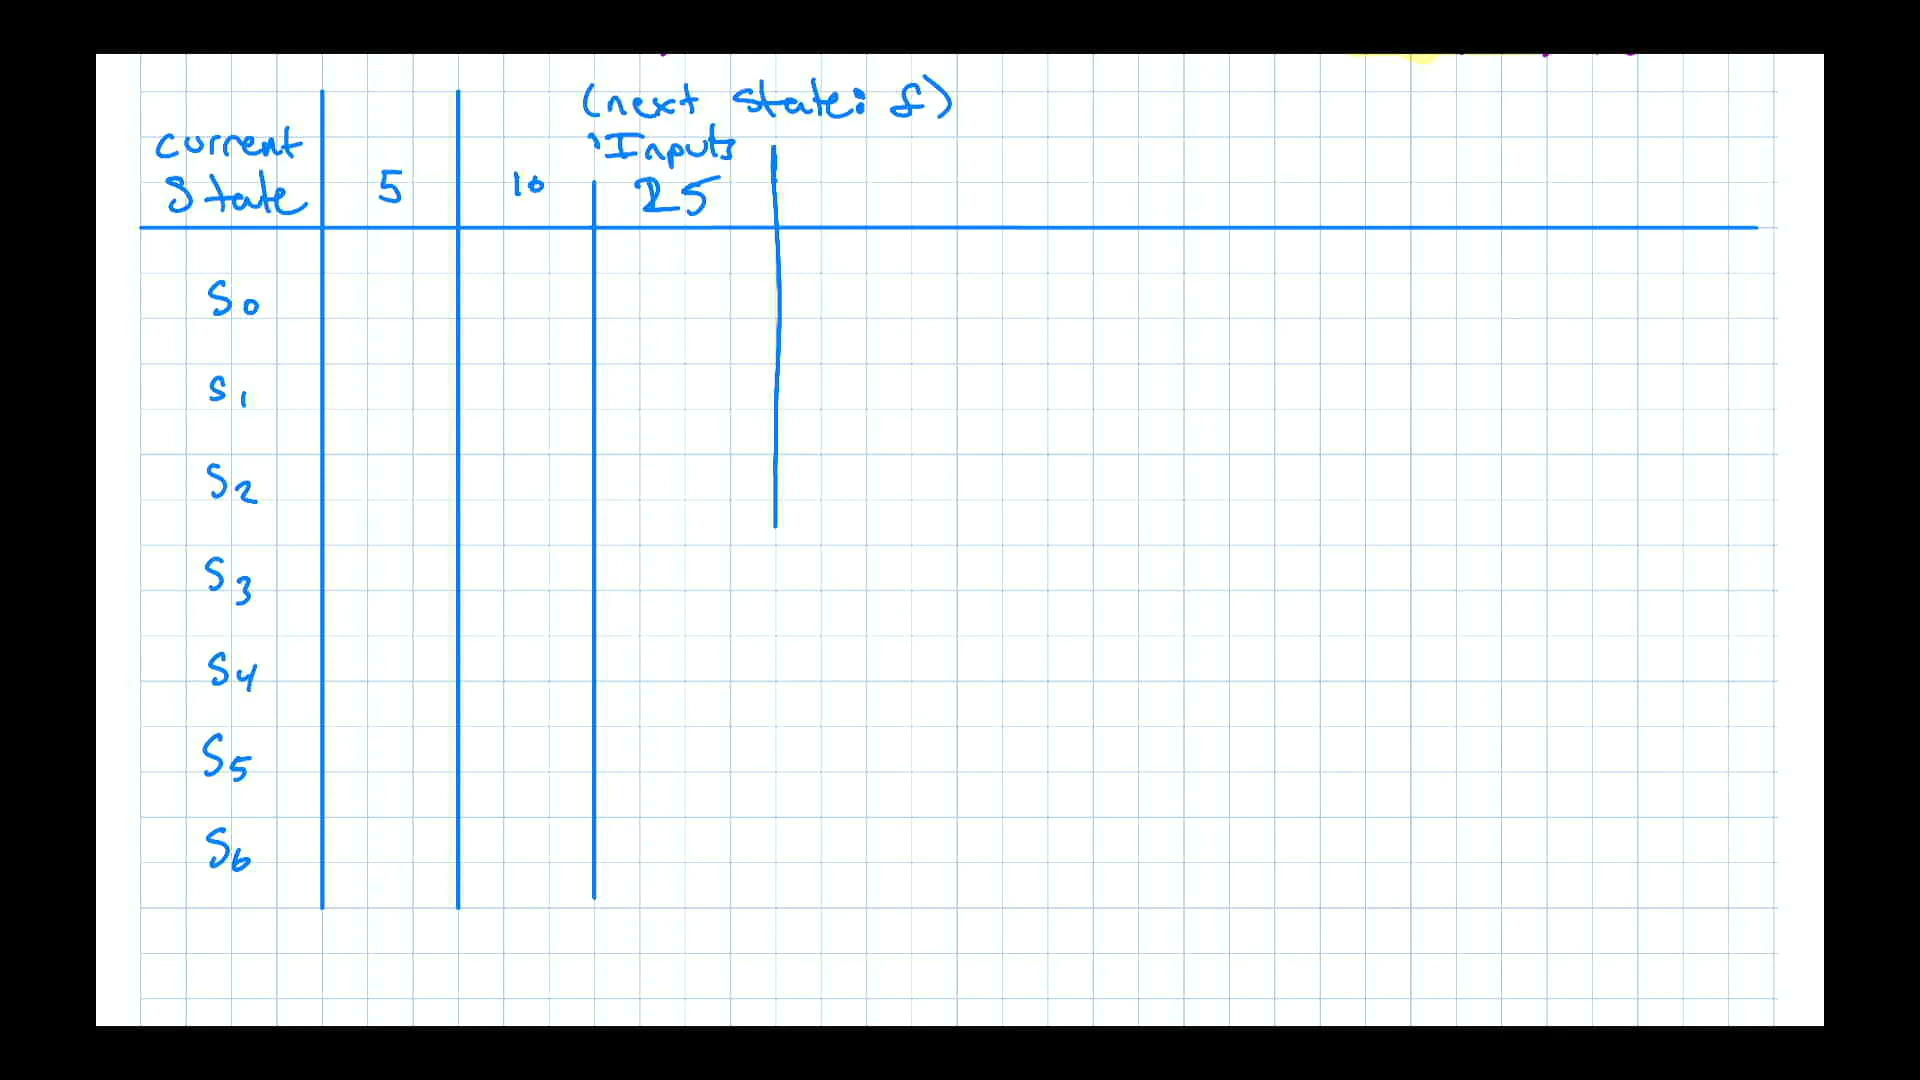 (next state: f)
current Inputs
State 5 10 25
S0
S1
S2
S3
S4
S5
S6